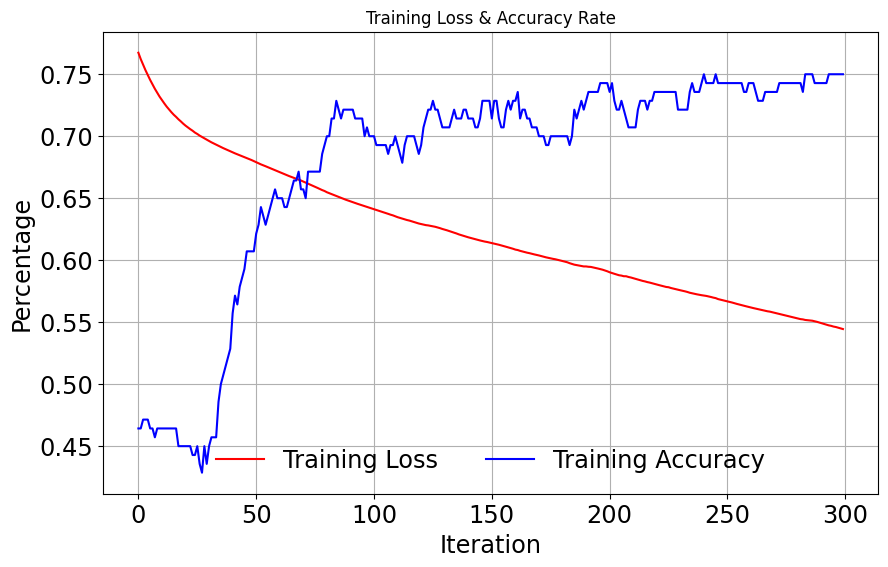 Training Loss & Accuracy Rate
Percentage
0.75
0.70
0.65
0.60
0.55
0.50
0.45
Training Loss Training Accuracy
0 50 100 150 200 250 300
Iteration